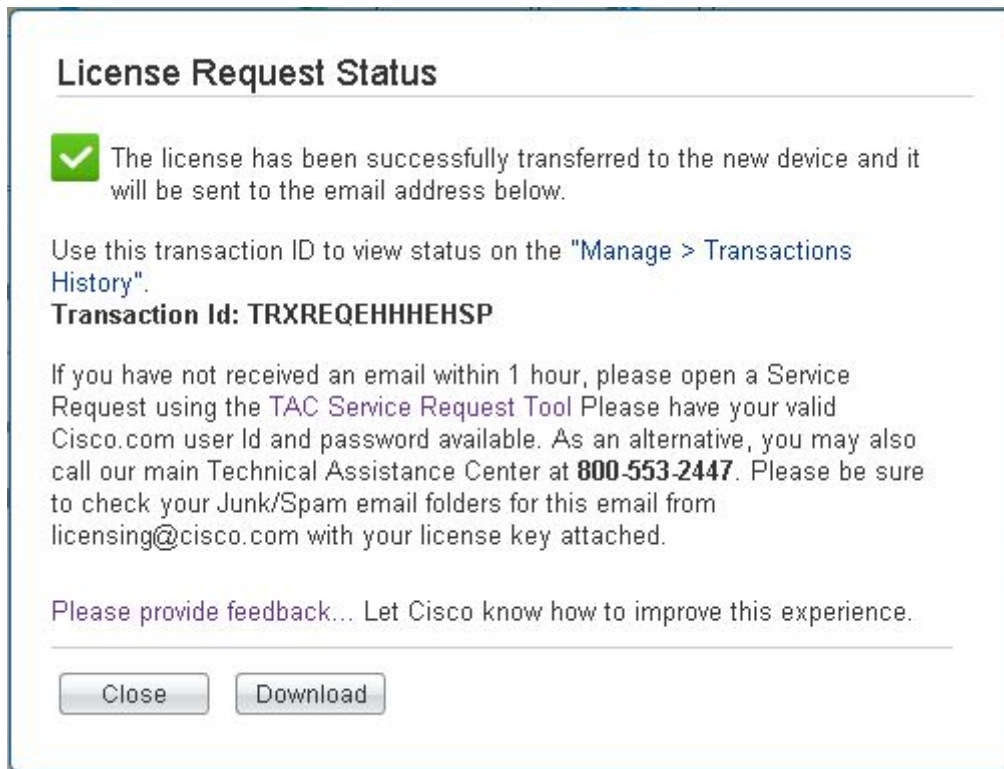 License Request Status
The license has been successfully transferred to the new device and it
will be sent to the email address below.
Use this transaction ID to view status on the "Manage > Transactions
History".
Transaction Id: TRXREQEHHHEHSP
If you have not received an email within 1 hour, please open a Service
Request using the TAC Service Request Tool Please have your valid
Cisco.com user Id and password available. As an alternative, you may also
call our main Technical Assistance Center at 800-553-2447. Please be sure
to check your Junk/Spam email folders for this email from
licensing@cisco.com with your license key attached.
Please provide feedback... Let Cisco know how to improve this experience.
Close Download